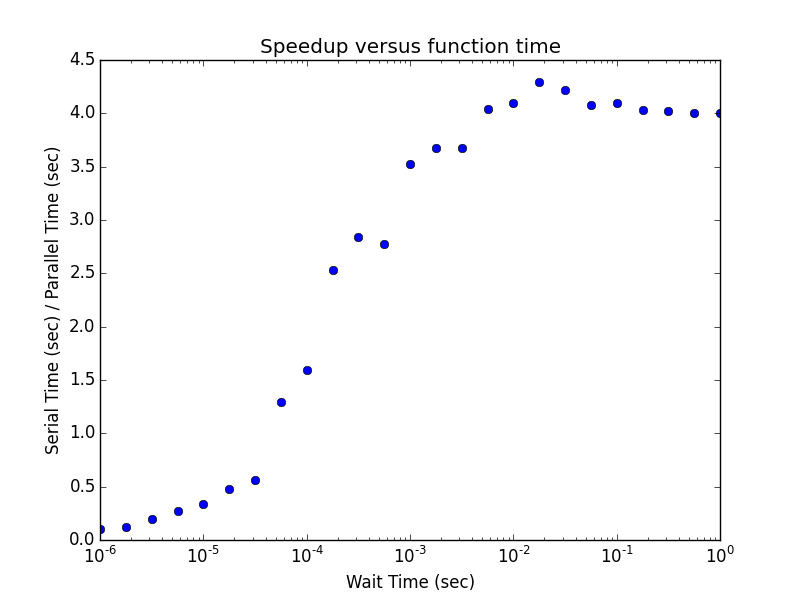 Speedup versus function time
4.5
4.0
3.5
3.0
2.5
2.0
1.5
1.0
0.5
0.0
Serial Time (sec) / Parallel Time (sec)
10⁻⁶ 10⁻⁵ 10⁻⁴ 10⁻³ 10⁻² 10⁻¹ 10⁰
Wait Time (sec)